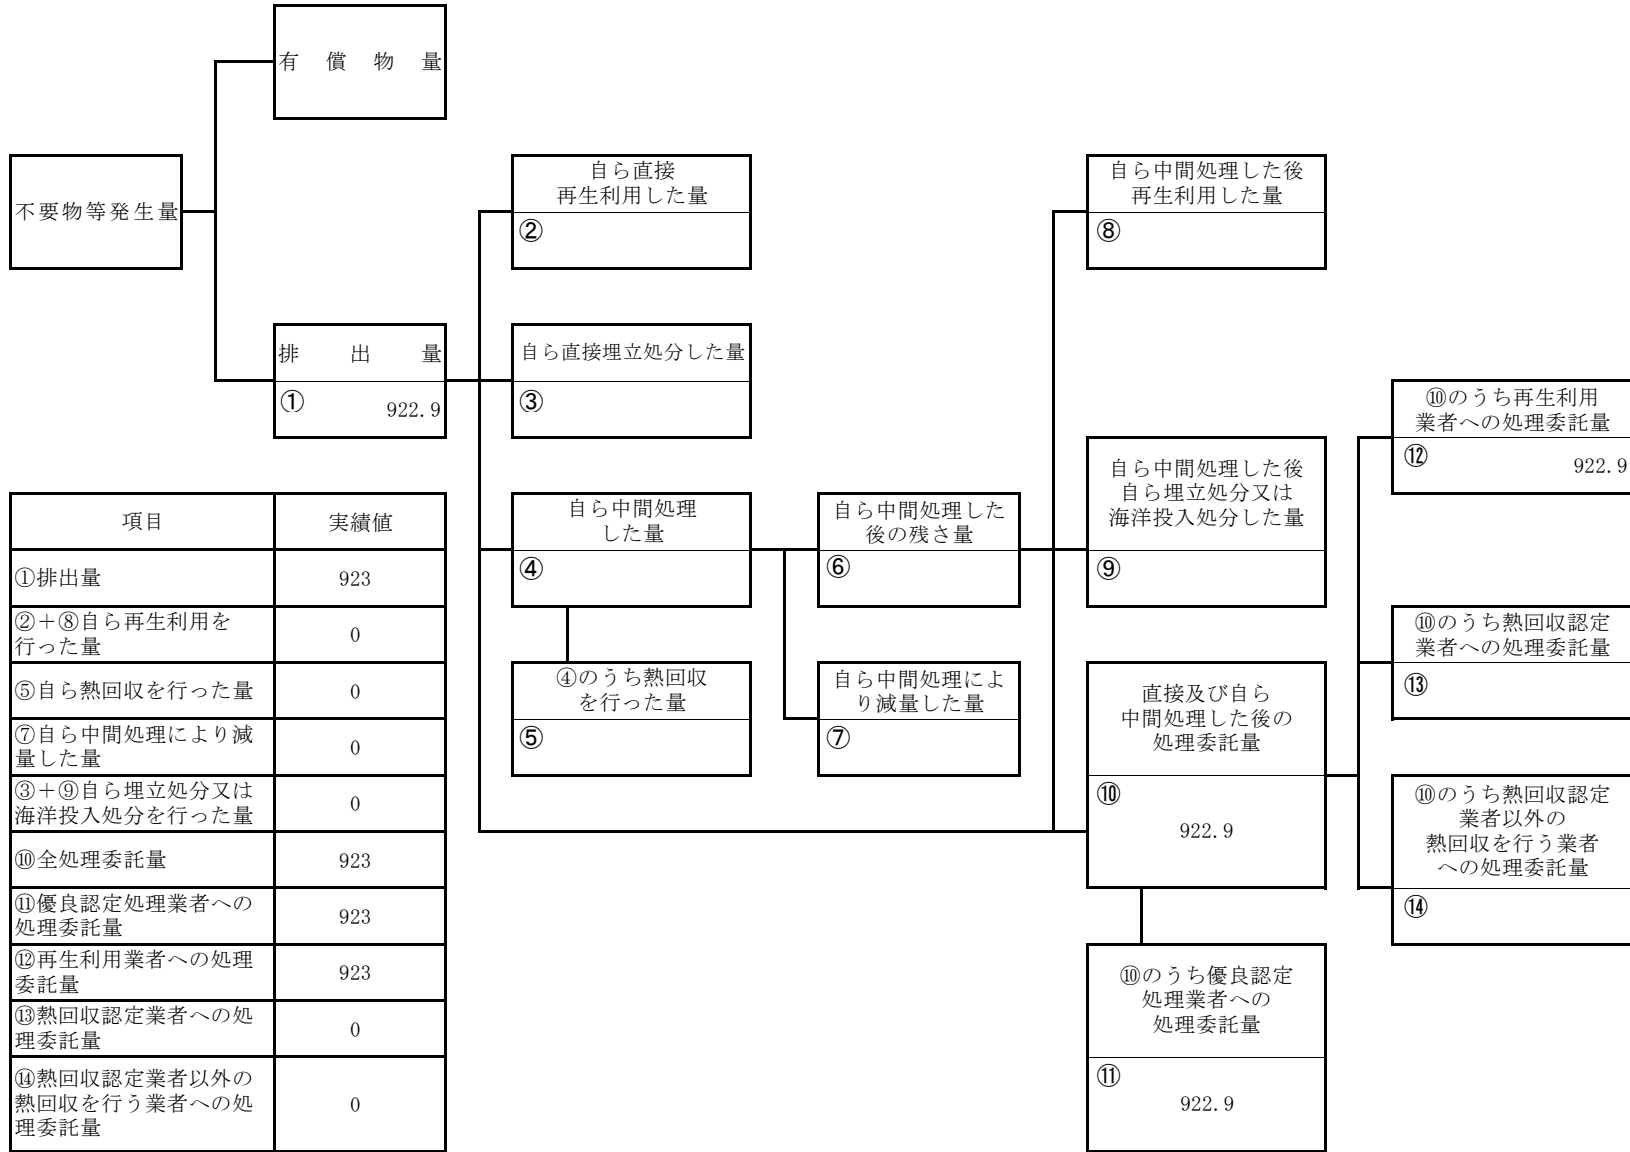 有償物量
不要物等発生量
自ら直接
再生利用した量
②
自ら中間処理した後
再生利用した量
⑧
排出量
①
922.9
自ら直接埋立処分した量
③
⑩のうち再生利用
業者への処理委託量
⑫
922.9
自ら中間処理
した量
④
自ら中間処理した
後の残さ量
⑥
自ら中間処理した後
自ら埋立処分又は
海洋投入処分した量
⑨
⑩のうち熱回収認定
業者への処理委託量
⑬
④のうち熱回収
を行った量
⑤
自ら中間処理によ
り減量した量
⑦
直接及び自ら
中間処理した後の
処理委託量
⑩
922.9
⑩のうち熱回収認定
業者以外の
熱回収を行う業者
への処理委託量
⑭
⑩のうち優良認定
処理業者への
処理委託量
⑪
922.9
項目 実績値
①排出量 923
②+⑧自ら再生利用を
行った量 0
⑤自ら熱回収を行った量 0
⑦自ら中間処理により減
量した量 0
③+⑨自ら埋立処分又は
海洋投入処分を行った量 0
⑩全処理委託量 923
⑪優良認定処理業者への
処理委託量 923
⑫再生利用業者への処理
委託量 923
⑬熱回収認定業者への処
理委託量 0
⑭熱回収認定業者以外の
熱回収を行う業者への処
理委託量 0